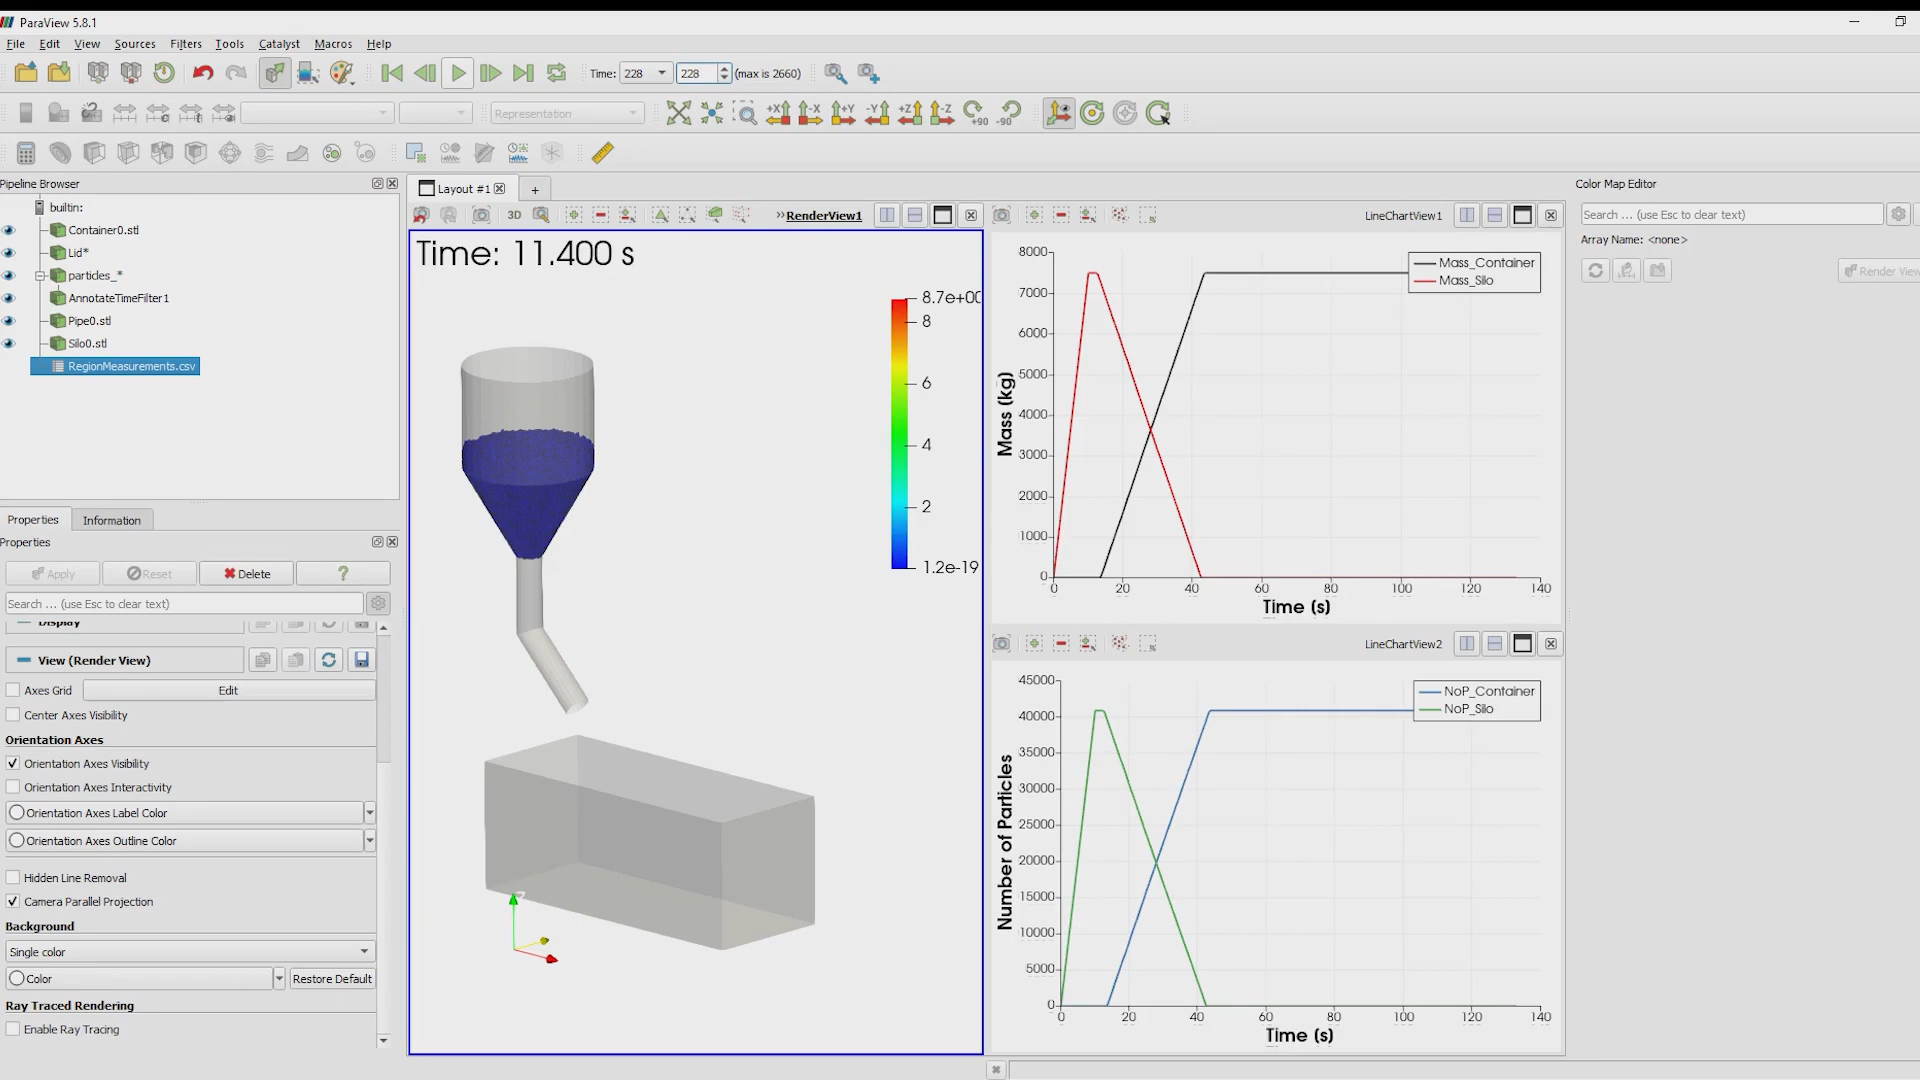 ParaView 5.8.1
File Edit View Sources Filters Tools Catalyst Macros Help
Time: 228 228 (max is 2660)
Representation
+X -X +Y -Y +Z -Z +90 -90
Pipeline Browser
builtin:
Container0.stl
Lid*
particles_*
AnnotateTimeFilter1
Pipe0.stl
Silo0.stl
RegionMeasurements.csv
Properties Information
Properties
Apply Reset Delete ?
Search ... (use Esc to clear text)
Display
View (Render View)
Axes Grid Edit
Center Axes Visibility
Orientation Axes
Orientation Axes Visibility
Orientation Axes Interactivity
Orientation Axes Label Color
Orientation Axes Outline Color
Hidden Line Removal
Camera Parallel Projection
Background
Single color
Color Restore Default
Ray Traced Rendering
Enable Ray Tracing
Layout #1 +
3D >> RenderView1
Time: 11.400 s
8.7e+00
8
6
4
2
1.2e-19
LineChartView1
Mass_Container
Mass_Silo
8000
7000
6000
5000
4000
3000
2000
1000
0
Mass (kg)
0 20 40 60 80 100 120 140
Time (s)
LineChartView2
NoP_Container
NoP_Silo
45000
40000
35000
30000
25000
20000
15000
10000
5000
0
Number of Particles
0 20 40 60 80 100 120 140
Time (s)
Color Map Editor
Search ... (use Esc to clear text)
Array Name: <none>
Render View